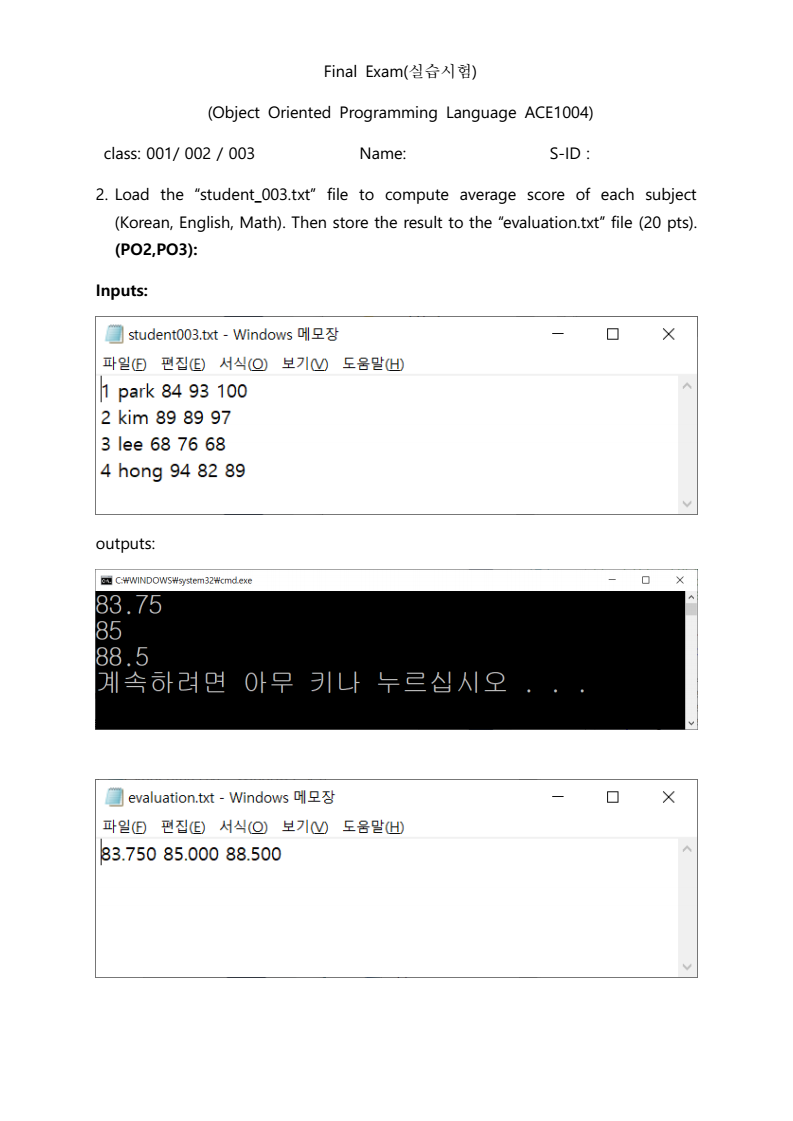 Final Exam(실습시험)
(Object Oriented Programming Language ACE1004)
class: 001/ 002 / 003 Name: S-ID :
2. Load the “student_003.txt” file to compute average score of each subject
(Korean, English, Math). Then store the result to the “evaluation.txt” file (20 pts).
(PO2,PO3):
Inputs:
student003.txt - Windows 메모장
파일(F) 편집(E) 서식(O) 보기(V) 도움말(H)
1 park 84 93 100
2 kim 89 89 97
3 lee 68 76 68
4 hong 94 82 89
outputs:
C:₩WINDOWS₩system32₩cmd.exe
83.75
85
88.5
계속하려면 아무 키나 누르십시오 . . .
evaluation.txt - Windows 메모장
파일(F) 편집(E) 서식(O) 보기(V) 도움말(H)
83.750 85.000 88.500